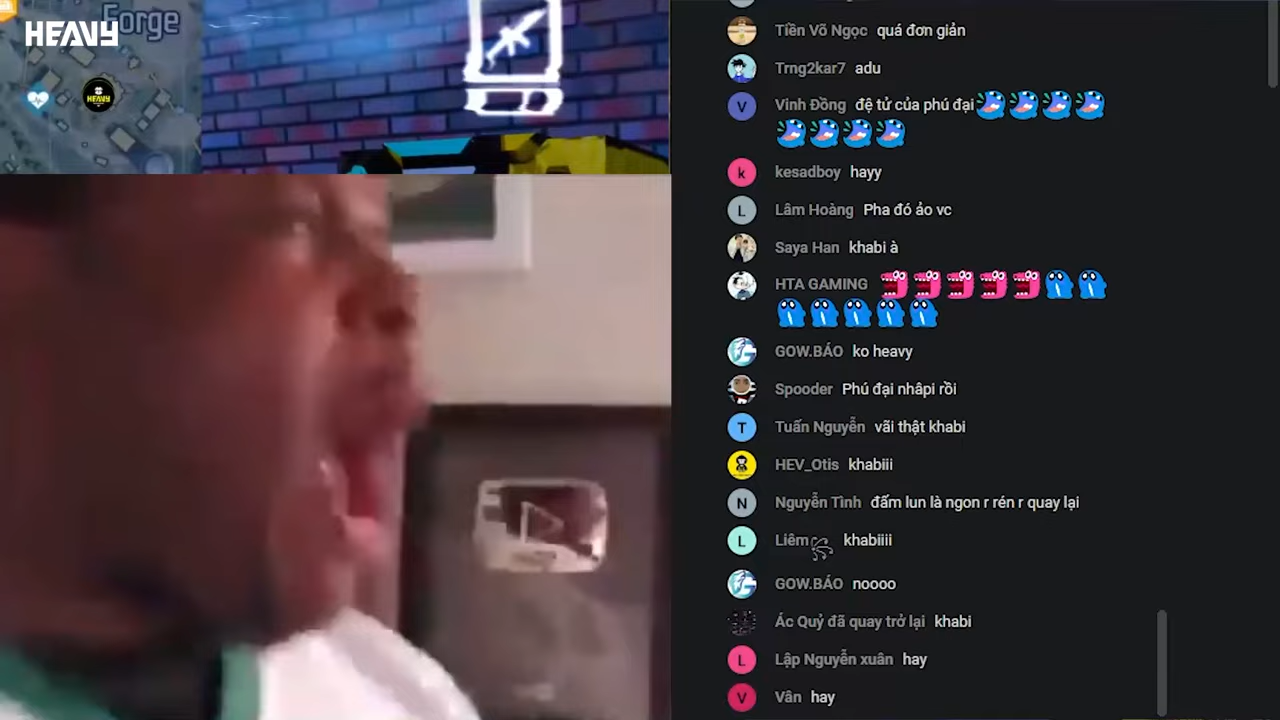 Forge
HEAVY
HEAVY
Tiền Võ Ngọc quá đơn giản
Trng2kar7 adu
V Vinh Đồng đệ tử của phú đại
k kesadboy hayy
L Lâm Hoàng Pha đó ảo vc
Saya Han khabi à
HTA GAMING
GOW.BÁO ko heavy
Spooder Phú đại nhâpi rồi
T Tuấn Nguyễn vãi thật khabi
HEV_Otis khabiii
N Nguyễn Tình đấm lun là ngon r rén r quay lại
L Liêm khabiiii
GOW.BÁO noooo
Ác Quỷ đã quay trở lại khabi
L Lập Nguyễn xuân hay
V Vân hay